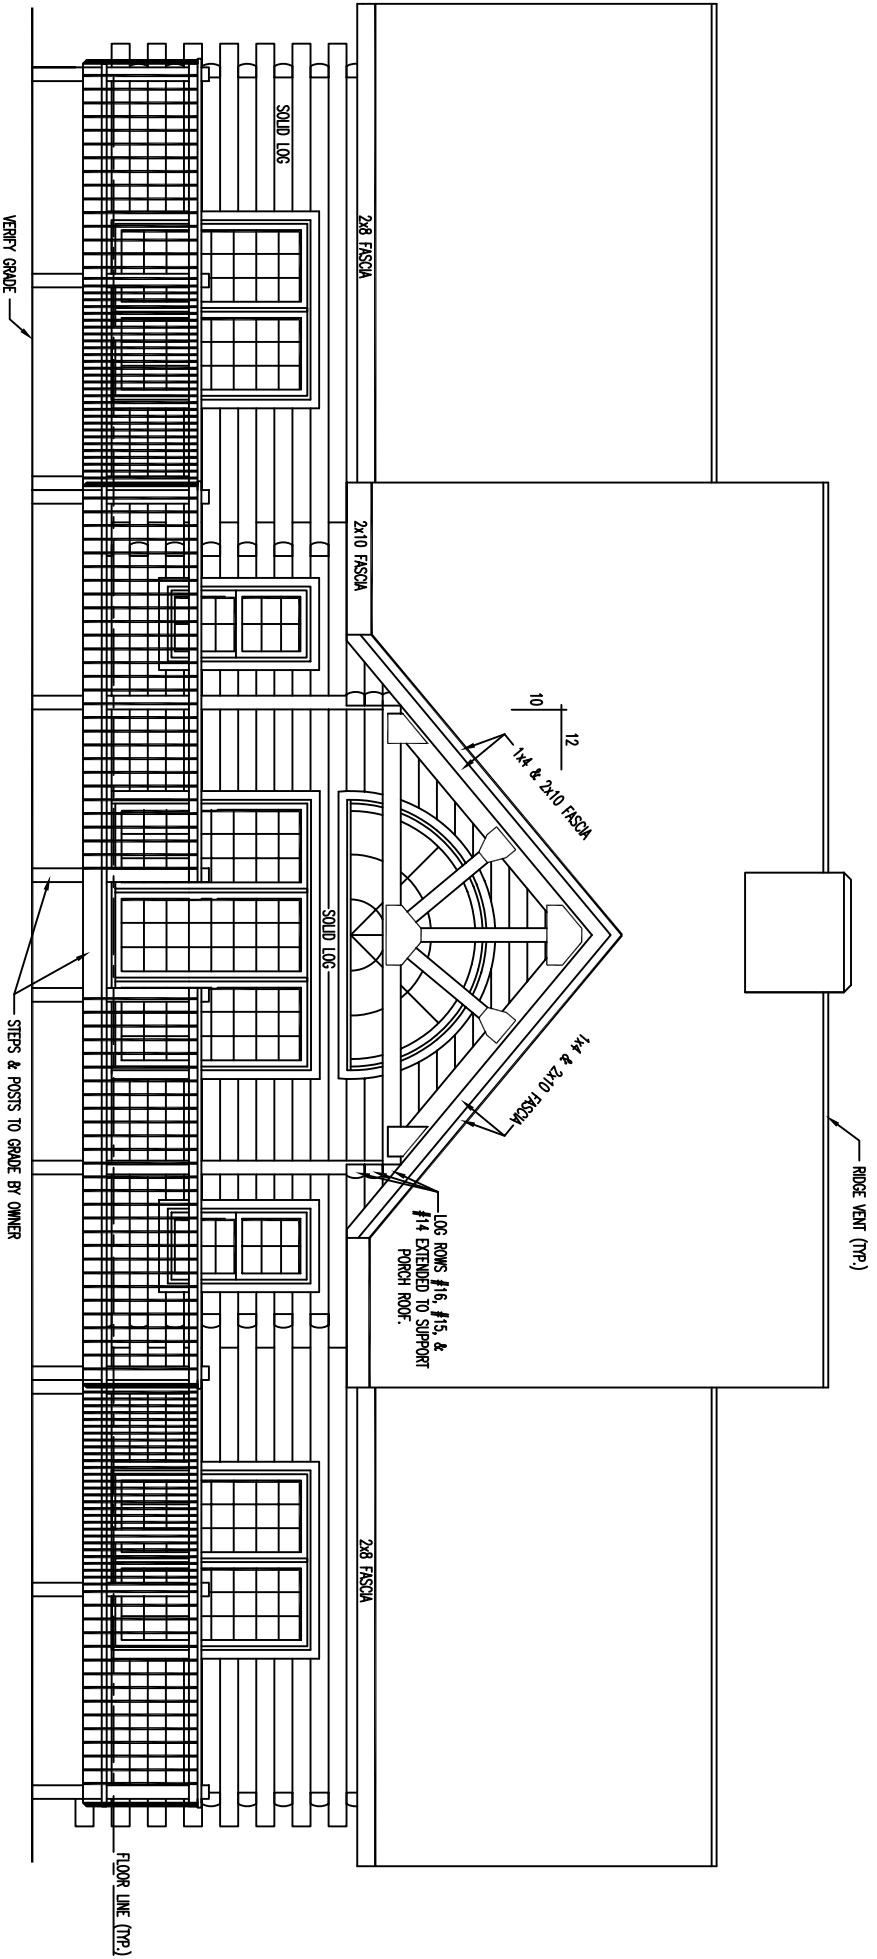 RIDGE VENT (TYP.)
12
10
1x4 & 2x10 FASCIA
1x4 & 2x10 FASCIA
2x8 FASCIA
2x10 FASCIA
2x8 FASCIA
LOG ROWS #16, #15, &
#14 EXTENDED TO SUPPORT
PORCH ROOF.
SOLID LOG
SOLID LOG
FLOOR LINE (TYP.)
VERIFY GRADE
STEPS & POSTS TO GRADE BY OWNER